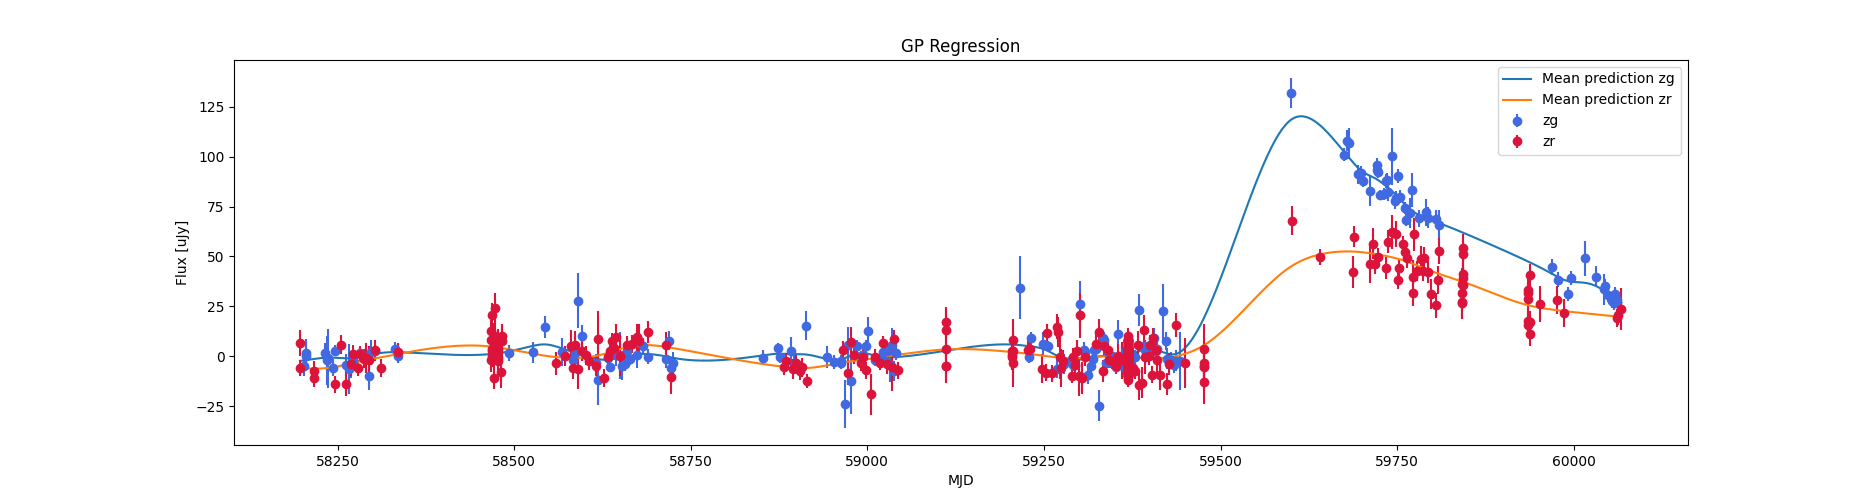 GP Regression
Flux [uJy]
125
100
75
50
25
0
−25
Mean prediction zg
Mean prediction zr
zg
zr
58250 58500 58750 59000 59250 59500 59750 60000
MJD